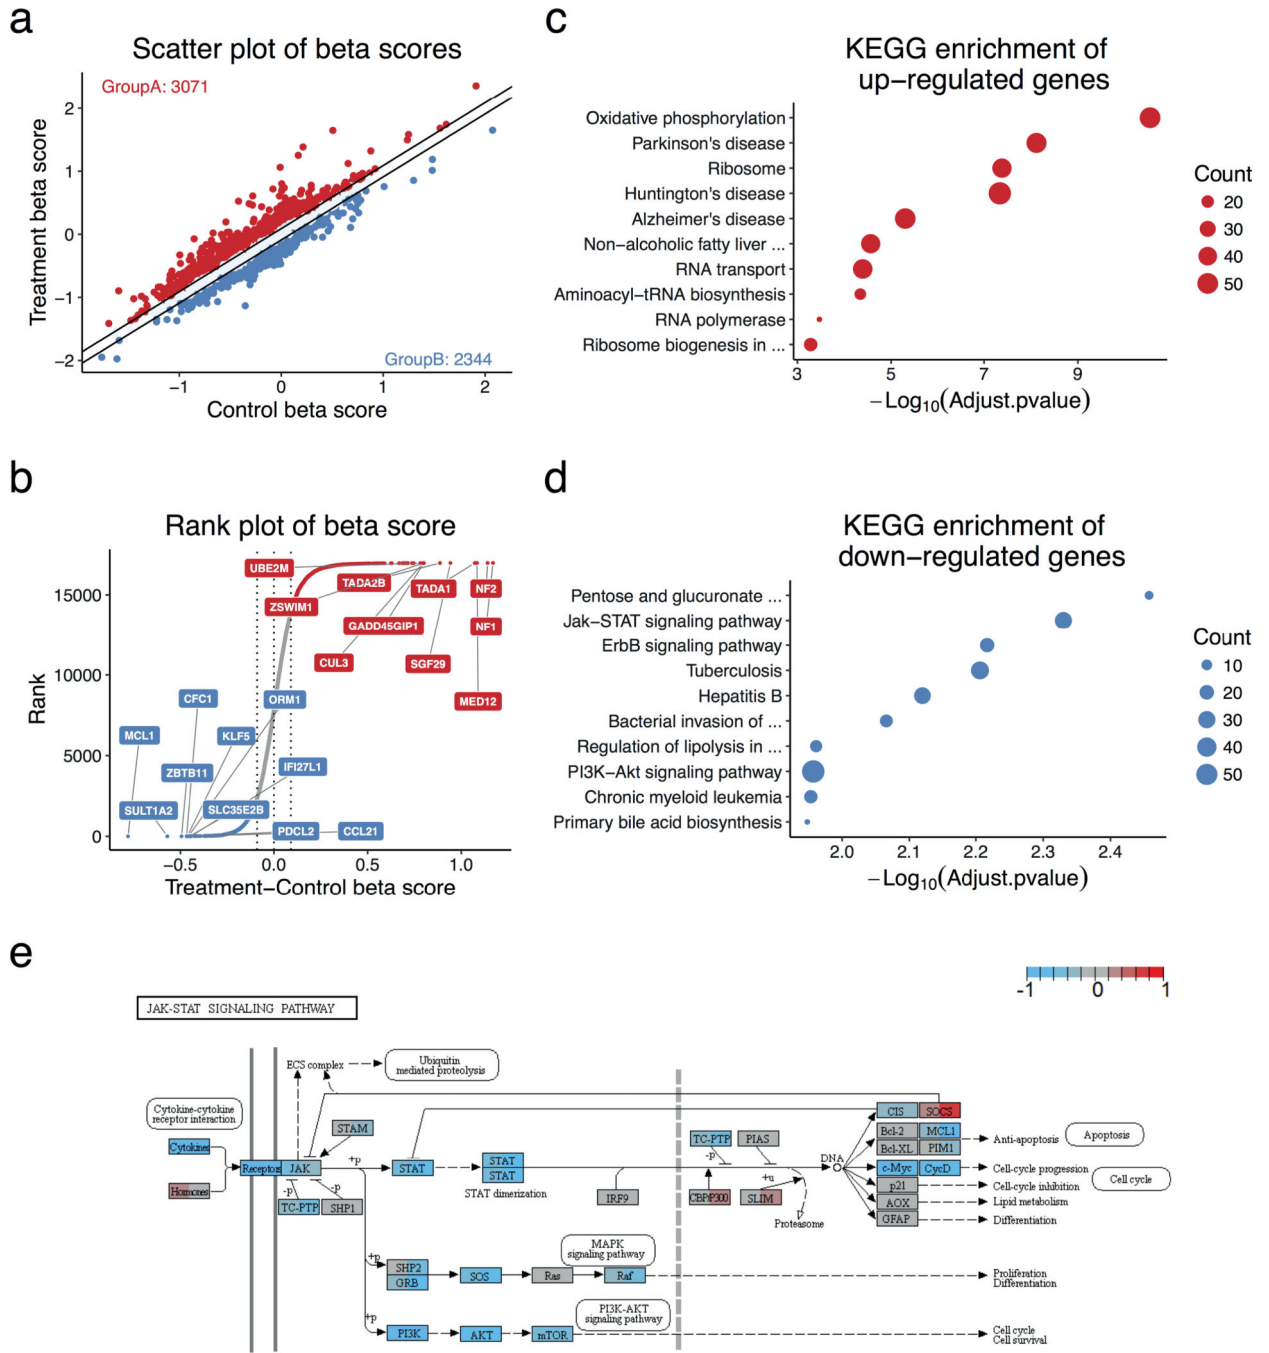 a
Scatter plot of beta scores
GroupA: 3071
GroupB: 2344
Treatment beta score
2
1
0
−1
−2
−1
0
1
2
Control beta score
b
Rank plot of beta score
Rank
15000
10000
5000
0
UBE2M
TADA2B
TADA1
NF2
ZSWIM1
GADD45GIP1
NF1
CUL3
SGF29
MED12
CFC1
ORM1
MCL1
KLF5
ZBTB11
IFI27L1
SULT1A2
SLC35E2B
PDCL2
CCL21
−0.5
0.0
0.5
1.0
Treatment−Control beta score
c
KEGG enrichment of
up−regulated genes
Oxidative phosphorylation
Parkinson's disease
Ribosome
Huntington's disease
Alzheimer's disease
Non−alcoholic fatty liver ...
RNA transport
Aminoacyl−tRNA biosynthesis
RNA polymerase
Ribosome biogenesis in ...
3
5
7
9
−Log10(Adjust.pvalue)
Count
20
30
40
50
d
KEGG enrichment of
down−regulated genes
Pentose and glucuronate ...
Jak−STAT signaling pathway
ErbB signaling pathway
Tuberculosis
Hepatitis B
Bacterial invasion of ...
Regulation of lipolysis in ...
PI3K−Akt signaling pathway
Chronic myeloid leukemia
Primary bile acid biosynthesis
2.0
2.1
2.2
2.3
2.4
−Log10(Adjust.pvalue)
Count
10
20
30
40
50
e
-1
0
1
JAK-STAT SIGNALING PATHWAY
ECS complex
Ubiquitin
mediated proteolysis
Cytokine-cytokine
receptor interaction
Cytokine
Hormones
Receptor
JAK
STAM
+p
-p
-p
TC-PTP
SHP1
STAT
STAT
STAT
STAT dimerization
IRF9
TC-PTP
PIAS
-p
CBP/P300
SLIM
+u
Proteasome
DNA
CIS
SOCS
Bcl-2
MCL1
Bcl-XL
PIM1
c-Myc
CycD
p21
AOX
GFAP
Anti-apoptosis
Apoptosis
Cell-cycle progression
Cell-cycle inhibition
Cell cycle
Lipid metabolism
Differentiation
+p
SHP2
GRB
SOS
Ras
Raf
MAPK
signaling pathway
Proliferation
Differentiation
+p
PI3K
AKT
mTOR
PI3K-AKT
signaling pathway
Cell cycle
Cell survival